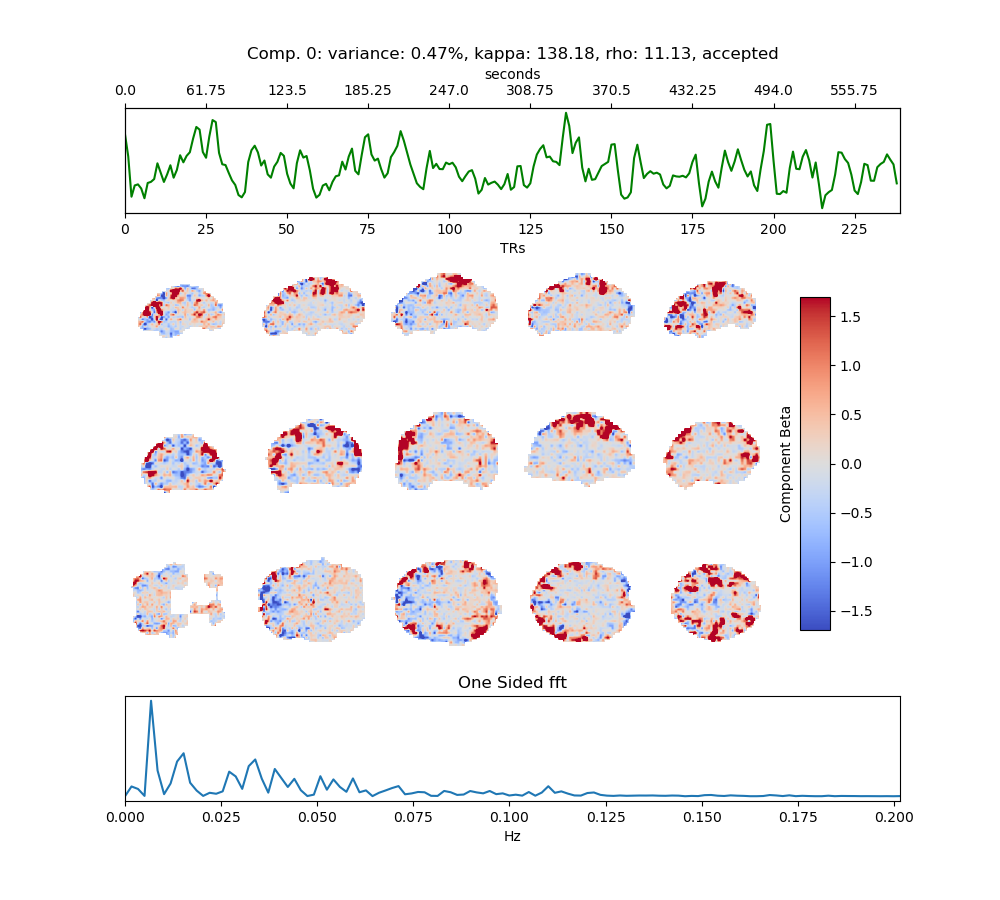 Comp. 0: variance: 0.47%, kappa: 138.18, rho: 11.13, accepted
seconds
0.0 61.75 123.5 185.25 247.0 308.75 370.5 432.25 494.0 555.75
0 25 50 75 100 125 150 175 200 225
TRs
1.5
1.0
0.5
0.0
−0.5
−1.0
−1.5
Component Beta
One Sided fft
0.000 0.025 0.050 0.075 0.100 0.125 0.150 0.175 0.200
Hz